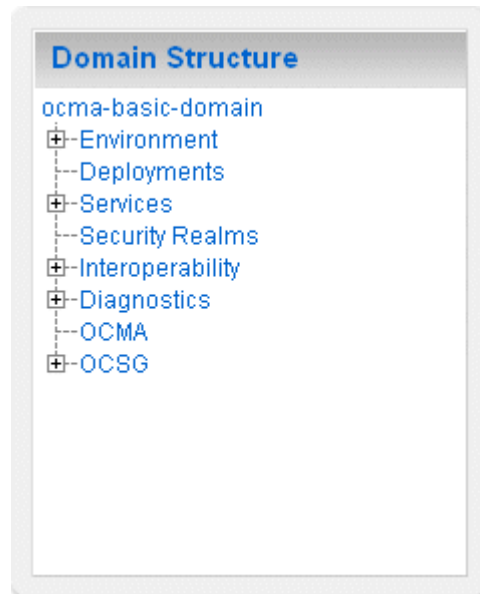 Domain Structure
ocma-basic-domain
Environment
Deployments
Services
Security Realms
Interoperability
Diagnostics
OCMA
OCSG